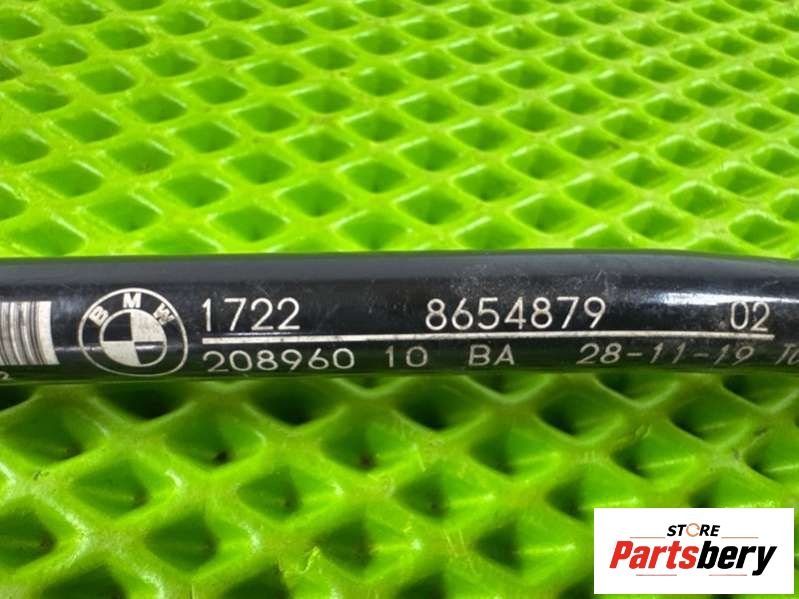 BMW
1722 8654879 02
208960 10 BA 28-11-19
STORE
Partsbery